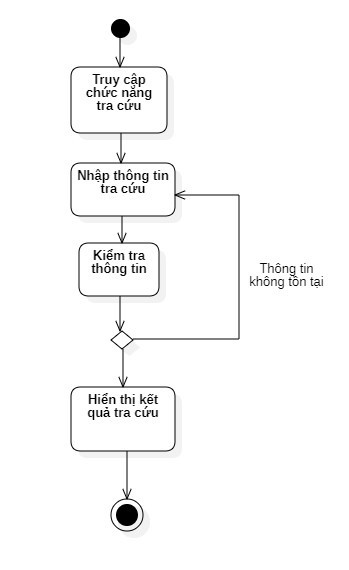 Truy cập
chức năng
tra cứu
Nhập thông tin
tra cứu
Kiểm tra
thông tin
Thông tin
không tồn tại
Hiển thị kết
quả tra cứu